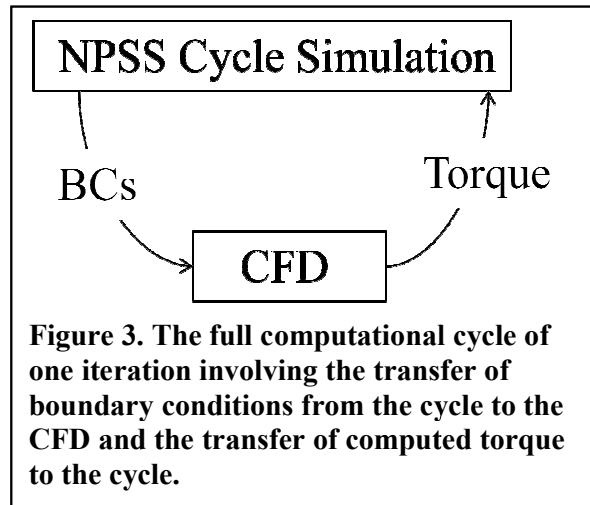 NPSS Cycle Simulation
BCs
Torque
CFD
Figure 3. The full computational cycle of
one iteration involving the transfer of
boundary conditions from the cycle to the
CFD and the transfer of computed torque
to the cycle.